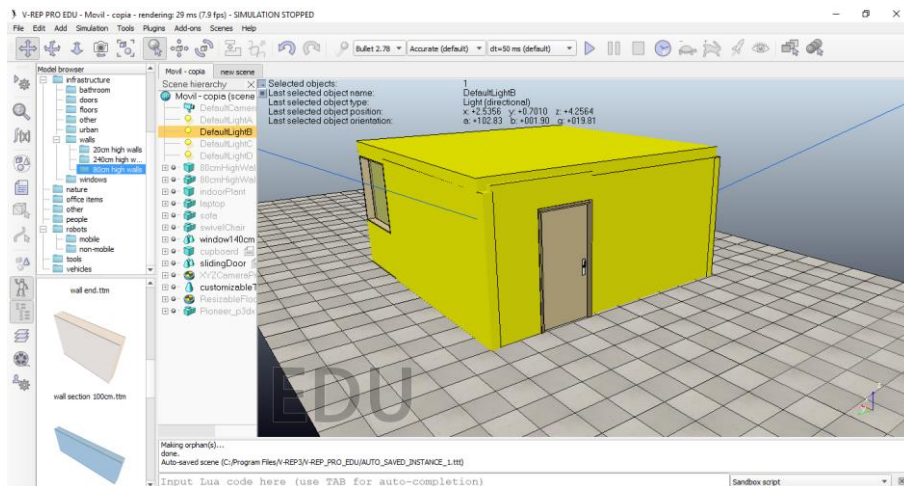 V-REP PRO EDU - Movil - copia - rendering: 29 ms (7.9 fps) - SIMULATION STOPPED
File Edit Add Simulation Tools Plugins Add-ons Scenes Help
Bullet 2.78 Accurate (default) dt=50 ms (default)
Model browser
infrastructure
bathroom
doors
floors
other
urban
walls
20cm high walls
240cm high w...
80cm high walls
windows
nature
office items
other
people
robots
mobile
non-mobile
tools
vehicles
wall end.ttm
wall section 100cm.ttm
Movil - copia new scene
Scene hierarchy
Movil - copia (scene
DefaultCamer
DefaultLightA
DefaultLightB
DefaultLightC
DefaultLightD
80cmHighWal
80cmHighWal
indoorPlant
laptop
sofa
swivelChair
window140cm
cupboard
slidingDoor
XYZCameraPr
customizableT
ResizableFloo
Pioneer_p3dx
Selected objects: 1
Last selected object name: DefaultLightB
Last selected object type: Light (directional)
Last selected object position: x: +2.5356 y: +0.7010 z: +4.2564
Last selected object orientation: a: +102.83 b: +001.90 g: +019.81
EDU
Making orphan(s)...
done.
Auto-saved scene (C:/Program Files/V-REP3/V-REP_PRO_EDU/AUTO_SAVED_INSTANCE_1.ttt)
Input Lua code here (use TAB for auto-completion)
Sandbox script